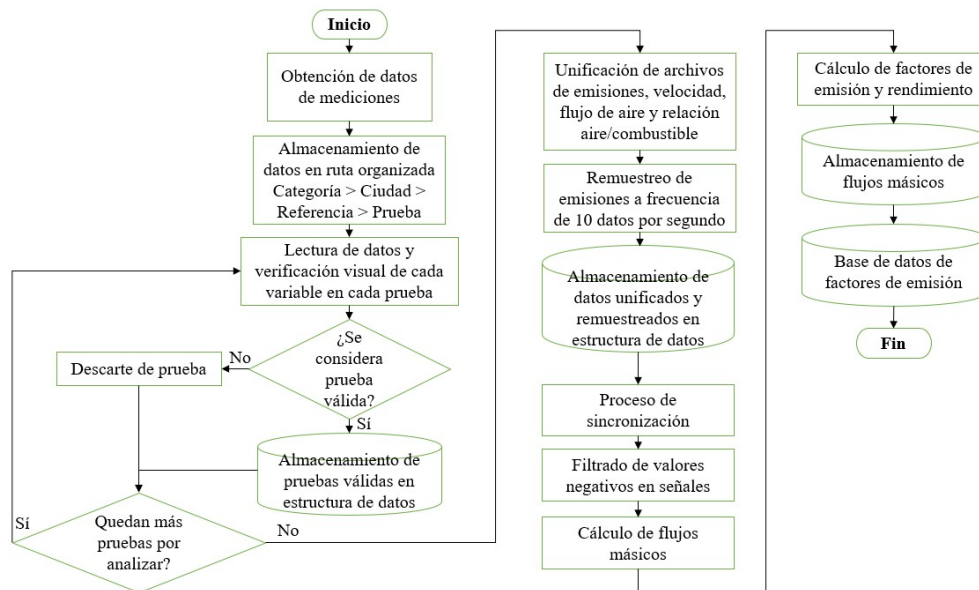 Inicio
Obtención de datos
de mediciones
Almacenamiento de
datos en ruta organizada
Categoría > Ciudad >
Referencia > Prueba
Lectura de datos y
verificación visual de cada
variable en cada prueba
¿Se
considera
prueba
válida?
No
Descarte de prueba
Sí
Almacenamiento de
pruebas válidas en
estructura de datos
Quedan más
pruebas por
analizar?
Sí
No
Unificación de archivos
de emisiones, velocidad,
flujo de aire y relación
aire/combustible
Remuestreo de
emisiones a frecuencia
de 10 datos por segundo
Almacenamiento de
datos unificados y
remuestreados en
estructura de datos
Proceso de
sincronización
Filtrado de valores
negativos en señales
Cálculo de flujos
másicos
Cálculo de factores de
emisión y rendimiento
Almacenamiento de
flujos másicos
Base de datos de
factores de emisión
Fin